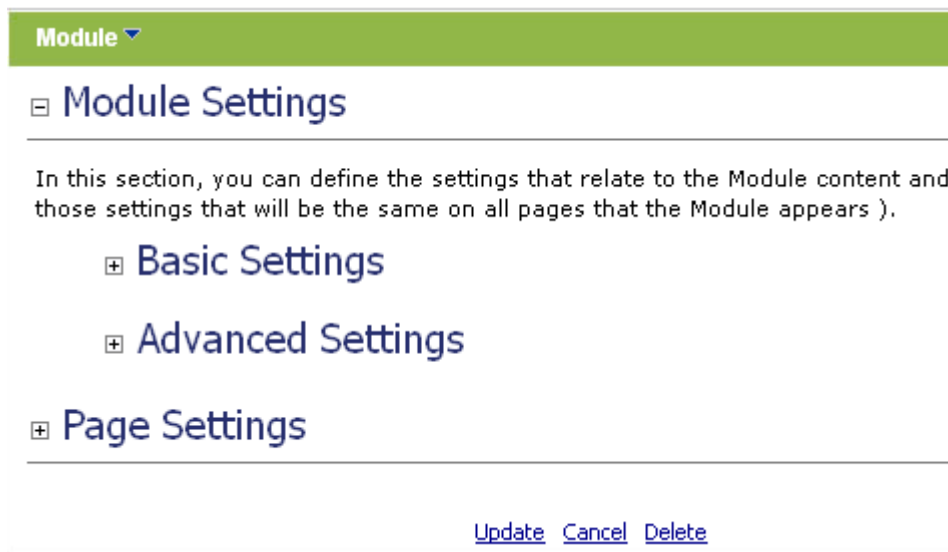 Module
Module Settings
In this section, you can define the settings that relate to the Module content and
those settings that will be the same on all pages that the Module appears ).
Basic Settings
Advanced Settings
Page Settings
Update Cancel Delete